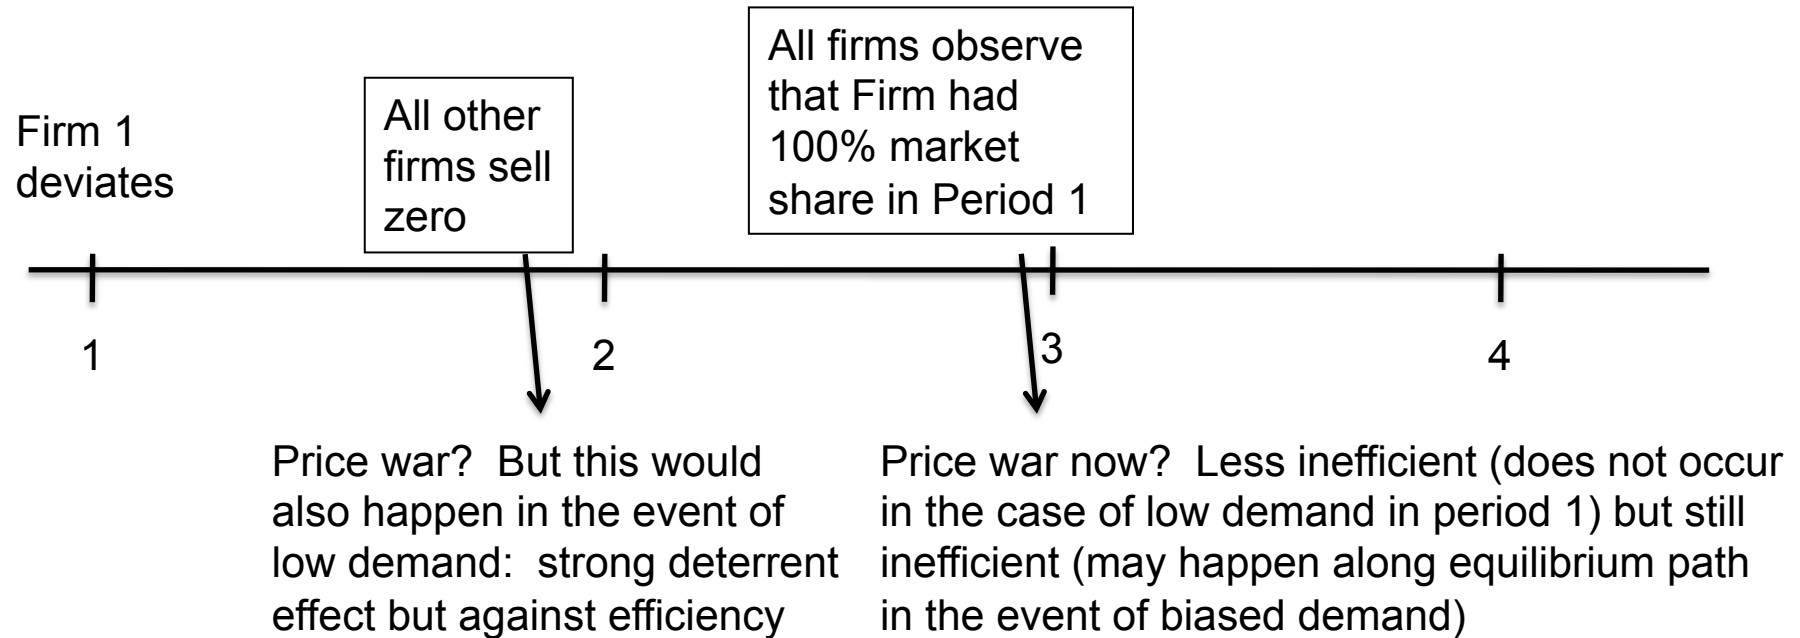 Firm 1
deviates
All other
firms sell
zero
All firms observe
that Firm had
100% market
share in Period 1
1
2
3
4
Price war?  But this would
also happen in the event of
low demand:  strong deterrent
effect but against efficiency
Price war now?  Less inefficient (does not occur
in the case of low demand in period 1) but still
inefficient (may happen along equilibrium path
in the event of biased demand)